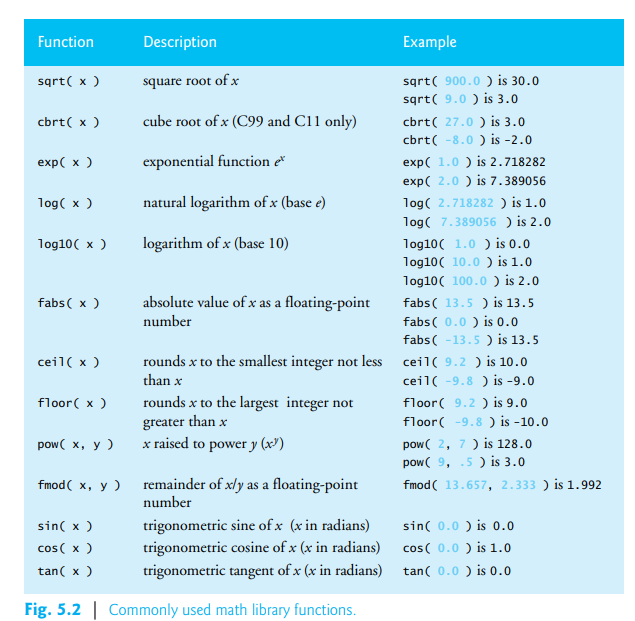 Function Description Example
sqrt( x ) square root of x sqrt( 900.0 ) is 30.0
sqrt( 9.0 ) is 3.0
cbrt( x ) cube root of x (C99 and C11 only) cbrt( 27.0 ) is 3.0
cbrt( -8.0 ) is -2.0
exp( x ) exponential function eˣ exp( 1.0 ) is 2.718282
exp( 2.0 ) is 7.389056
log( x ) natural logarithm of x (base e) log( 2.718282 ) is 1.0
log( 7.389056 ) is 2.0
log10( x ) logarithm of x (base 10) log10( 1.0 ) is 0.0
log10( 10.0 ) is 1.0
log10( 100.0 ) is 2.0
fabs( x ) absolute value of x as a floating-point fabs( 13.5 ) is 13.5
number fabs( 0.0 ) is 0.0
fabs( -13.5 ) is 13.5
ceil( x ) rounds x to the smallest integer not less ceil( 9.2 ) is 10.0
than x ceil( -9.8 ) is -9.0
floor( x ) rounds x to the largest integer not floor( 9.2 ) is 9.0
greater than x floor( -9.8 ) is -10.0
pow( x, y ) x raised to power y (xʸ) pow( 2, 7 ) is 128.0
pow( 9, .5 ) is 3.0
fmod( x, y ) remainder of x/y as a floating-point fmod( 13.657, 2.333 ) is 1.992
number
sin( x ) trigonometric sine of x (x in radians) sin( 0.0 ) is 0.0
cos( x ) trigonometric cosine of x (x in radians) cos( 0.0 ) is 1.0
tan( x ) trigonometric tangent of x (x in radians) tan( 0.0 ) is 0.0
Fig. 5.2 | Commonly used math library functions.